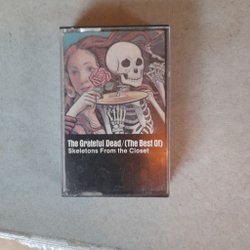 The Grateful Dead/(The Best Of)
Skeletons From the Closet